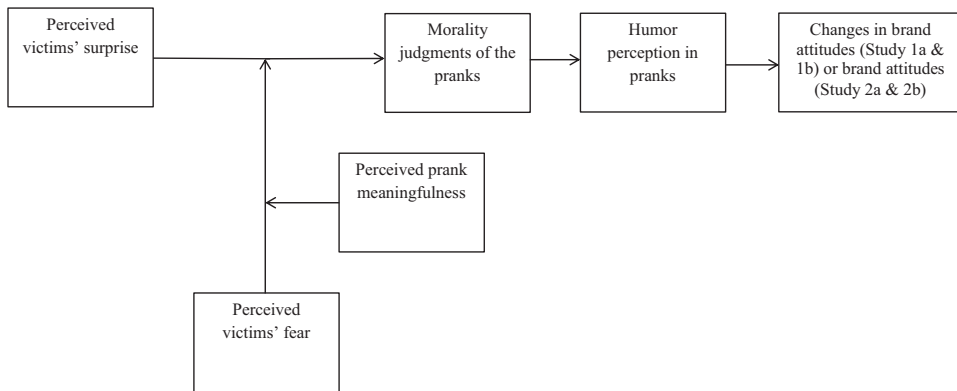 Perceived
victims’ surprise
Morality
judgments of the
pranks
Humor
perception in
pranks
Changes in brand
attitudes (Study 1a &
1b) or brand attitudes
(Study 2a & 2b)
Perceived prank
meaningfulness
Perceived
victims’ fear